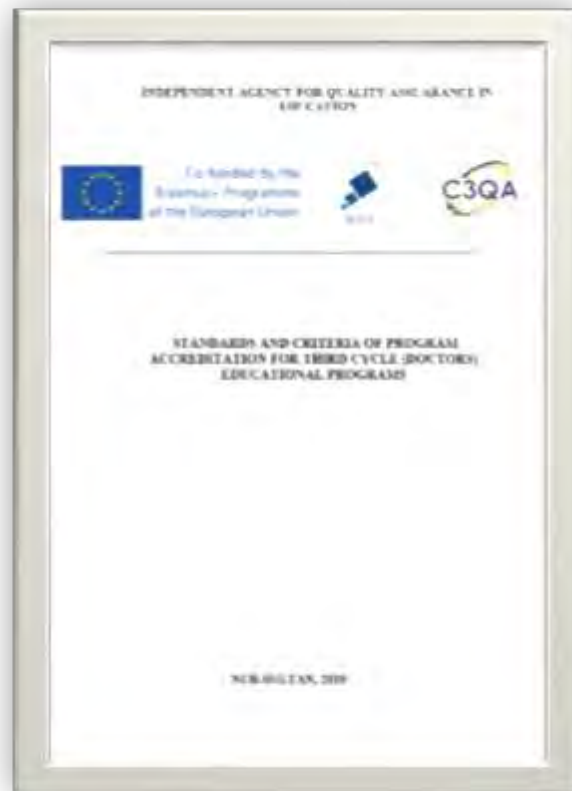 INDEPENDENT AGENCY FOR QUALITY ASSURANCE IN
EDUCATION
Co-funded by the
Erasmus+ Programme
of the European Union
C3QA
STANDARDS AND CRITERIA OF PROGRAM
ACCREDITATION FOR THIRD CYCLE (DOCTORS)
EDUCATIONAL PROGRAMS
NUR-SULTAN,